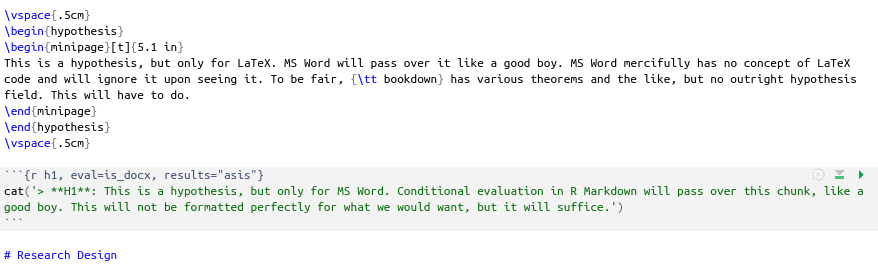 \vspace{.5cm}
\begin{hypothesis}
\begin{minipage}[t]{5.1 in}
This is a hypothesis, but only for LaTeX. MS Word will pass over it like a good boy. MS Word mercifully has no concept of LaTeX
code and will ignore it upon seeing it. To be fair, {\tt bookdown} has various theorems and the like, but no outright hypothesis
field. This will have to do.
\end{minipage}
\end{hypothesis}
\vspace{.5cm}
```{r h1, eval=is_docx, results="asis"}
cat('> **H1**: This is a hypothesis, but only for MS Word. Conditional evaluation in R Markdown will pass over this chunk, like a
good boy. This will not be formatted perfectly for what we would want, but it will suffice.')
```
# Research Design